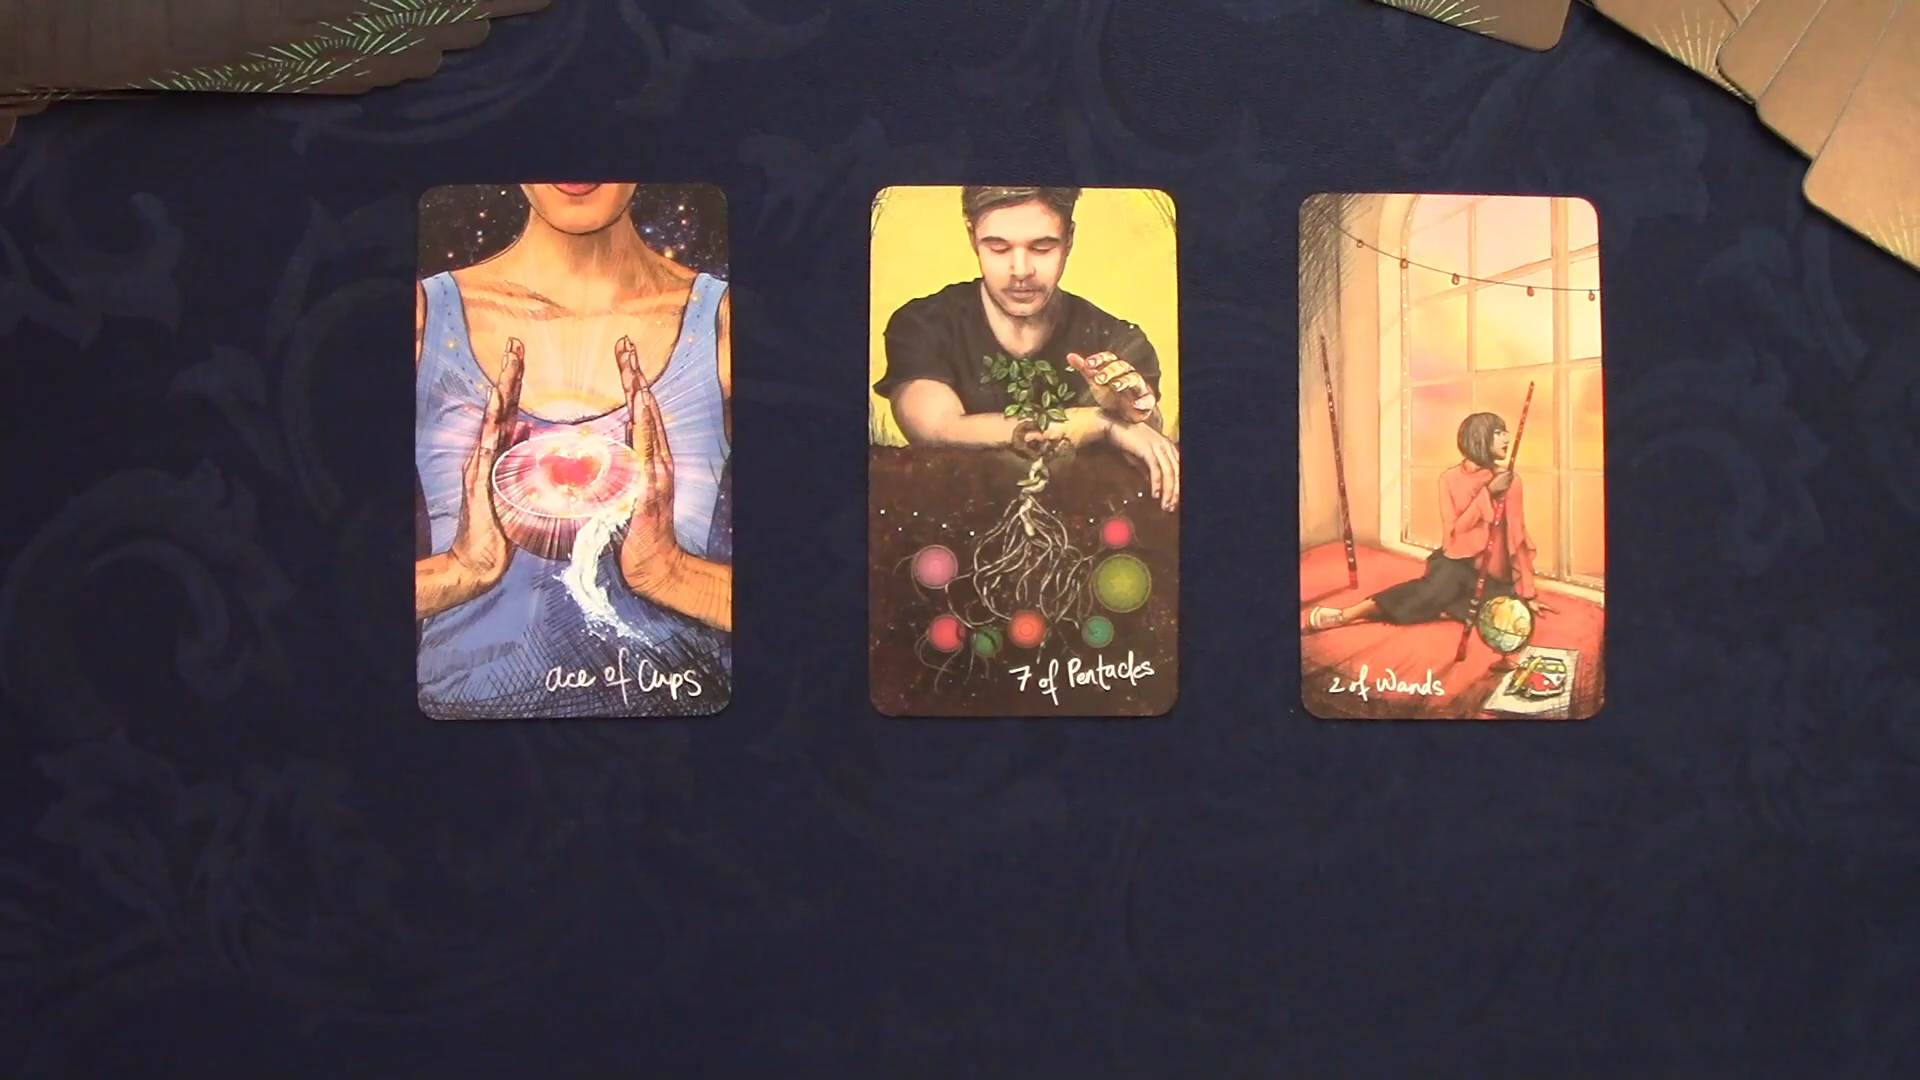 ace of Cups
7 of Pentacles
2 of Wands